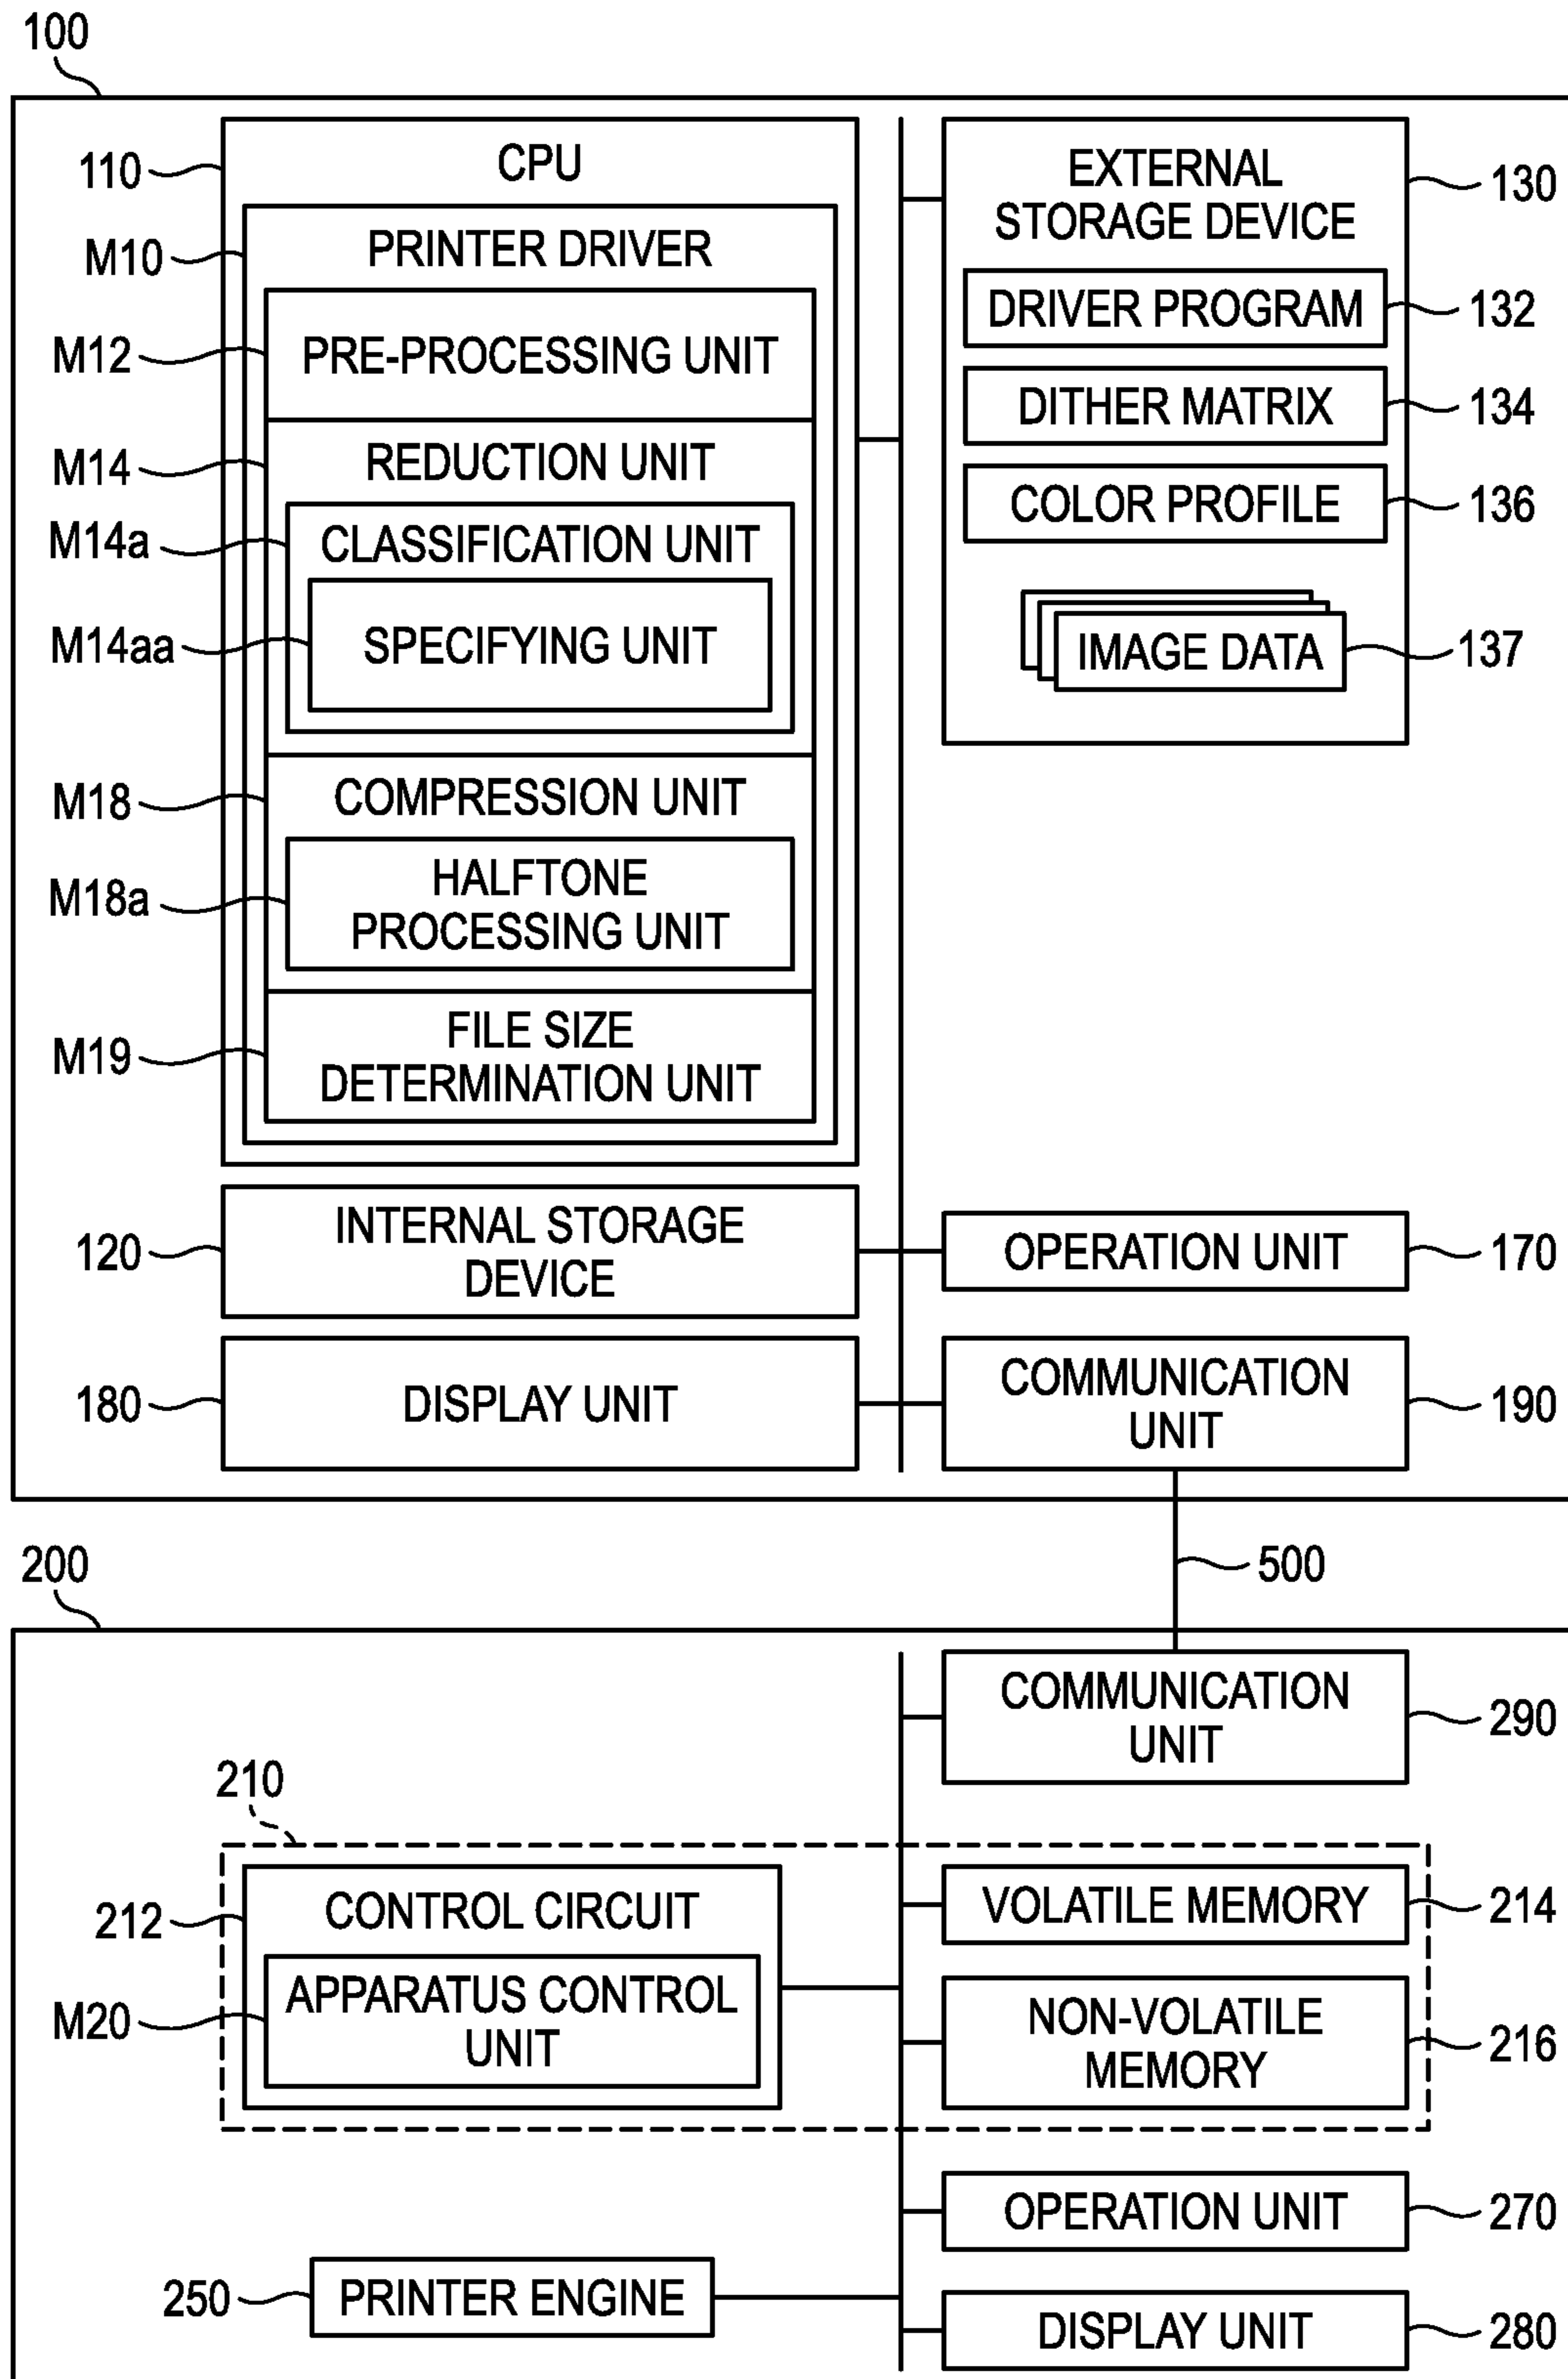 100
110
CPU
M10
PRINTER DRIVER
M12
PRE-PROCESSING UNIT
M14
REDUCTION UNIT
M14a
CLASSIFICATION UNIT
M14aa
SPECIFYING UNIT
M18
COMPRESSION UNIT
M18a
HALFTONE
PROCESSING UNIT
M19
FILE SIZE
DETERMINATION UNIT
EXTERNAL
STORAGE DEVICE
130
DRIVER PROGRAM
132
DITHER MATRIX
134
COLOR PROFILE
136
IMAGE DATA
137
120
INTERNAL STORAGE
DEVICE
OPERATION UNIT
170
180
DISPLAY UNIT
COMMUNICATION
UNIT
190
500
200
COMMUNICATION
UNIT
290
210
212
CONTROL CIRCUIT
M20
APPARATUS CONTROL
UNIT
VOLATILE MEMORY
214
NON-VOLATILE
MEMORY
216
OPERATION UNIT
270
250
PRINTER ENGINE
DISPLAY UNIT
280